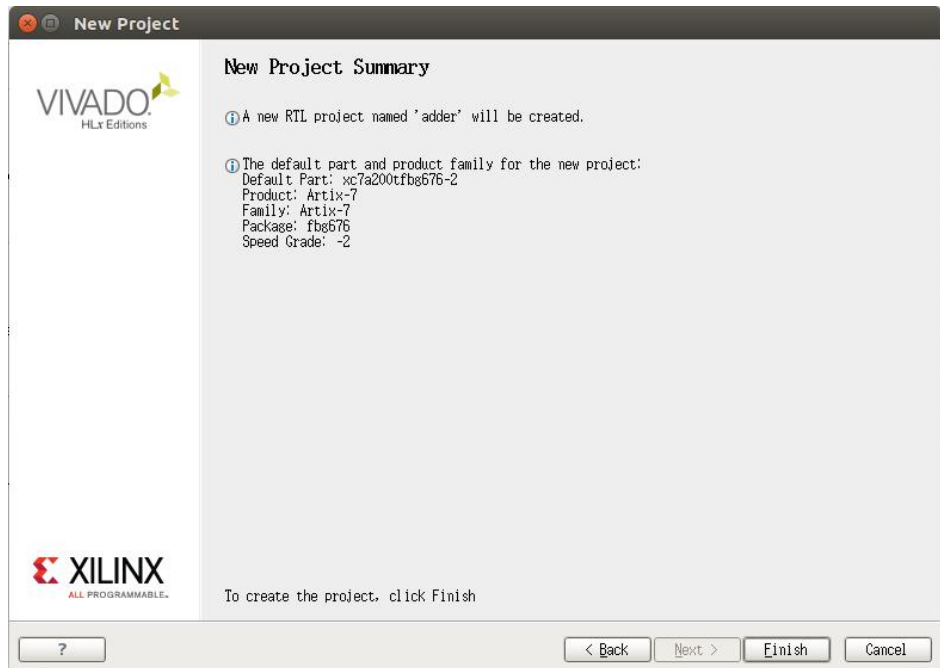 New Project
VIVADO.
HLx Editions
New Project Summary
A new RTL project named 'adder' will be created.
The default part and product family for the new project:
Default Part: xc7a200tfbg676-2
Product: Artix-7
Family: Artix-7
Package: fbg676
Speed Grade: -2
XILINX
ALL PROGRAMMABLE.
To create the project, click Finish
? < Back Next > Finish Cancel